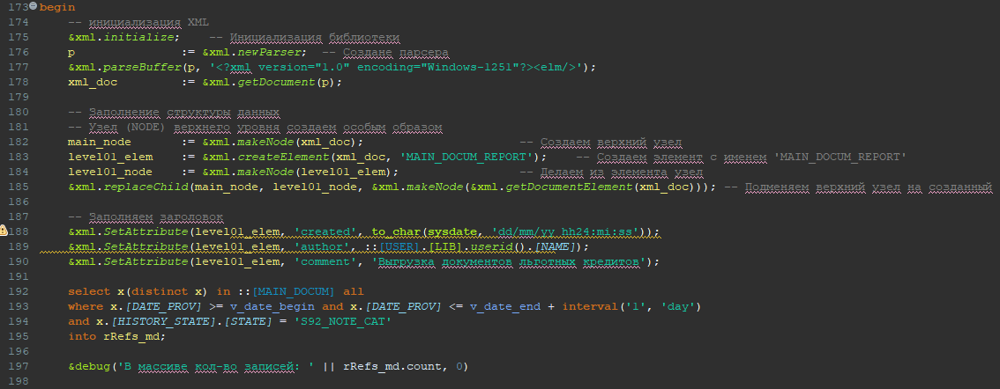 173 begin
174 -- инициализация XML
175 &xml.initialize; -- Инициализация библиотеки
176 p := &xml.newParser; -- Создане парсера
177 &xml.parseBuffer(p, '<?xml version="1.0" encoding="Windows-1251"?><elm/>');
178 xml_doc := &xml.getDocument(p);
179
180 -- Заполнение структуры данных
181 -- Узел (NODE) верхнего уровня создаем особым образом
182 main_node := &xml.makeNode(xml_doc); -- Создаем верхний узел
183 level01_elem := &xml.createElement(xml_doc, 'MAIN_DOCUM_REPORT'); -- Создаем элемент с именем 'MAIN_DOCUM_REPORT'
184 level01_node := &xml.makeNode(level01_elem); -- Делаем из элемента узел
185 &xml.replaceChild(main_node, level01_node, &xml.makeNode(&xml.getDocumentElement(xml_doc))); -- Подменяем верхний узел на созданный
186
187 -- Заполняем заголовок
188 &xml.SetAttribute(level01_elem, 'created', to_char(sysdate, 'dd/mm/yy hh24:mi:ss'));
189 &xml.SetAttribute(level01_elem, 'author', ::[USER].[LIB].userid().[NAME]);
190 &xml.SetAttribute(level01_elem, 'comment', 'Выгрузка документов льготных кредитов');
191
192 select x(distinct x) in ::[MAIN_DOCUM] all
193 where x.[DATE_PROV] >= v_date_begin and x.[DATE_PROV] <= v_date_end + interval('1', 'day')
194 and x.[HISTORY_STATE].[STATE] = 'S92_NOTE_CAT'
195 into rRefs_md;
196
197 &debug('В массиве кол-во записей: ' || rRefs_md.count, 0)
198